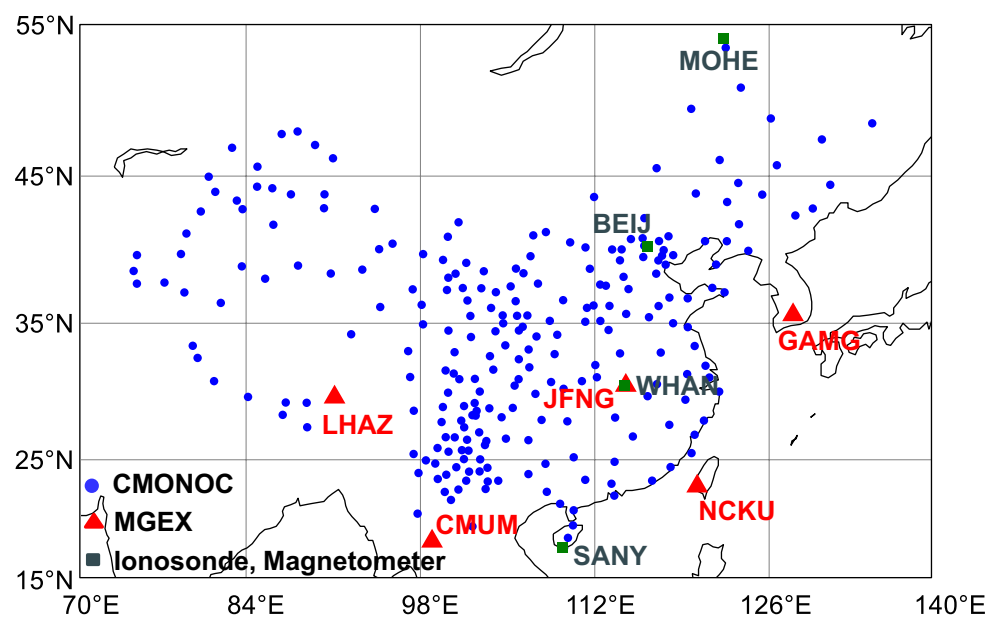 55°N
MOHE
45°N
BEIJ
35°N
GAMG
JFNG
WHAN
LHAZ
25°N
CMONOC
NCKU
MGEX
CMUM
SANY
Ionosonde, Magnetometer
15°N
70°E
84°E
98°E
112°E
126°E
140°E